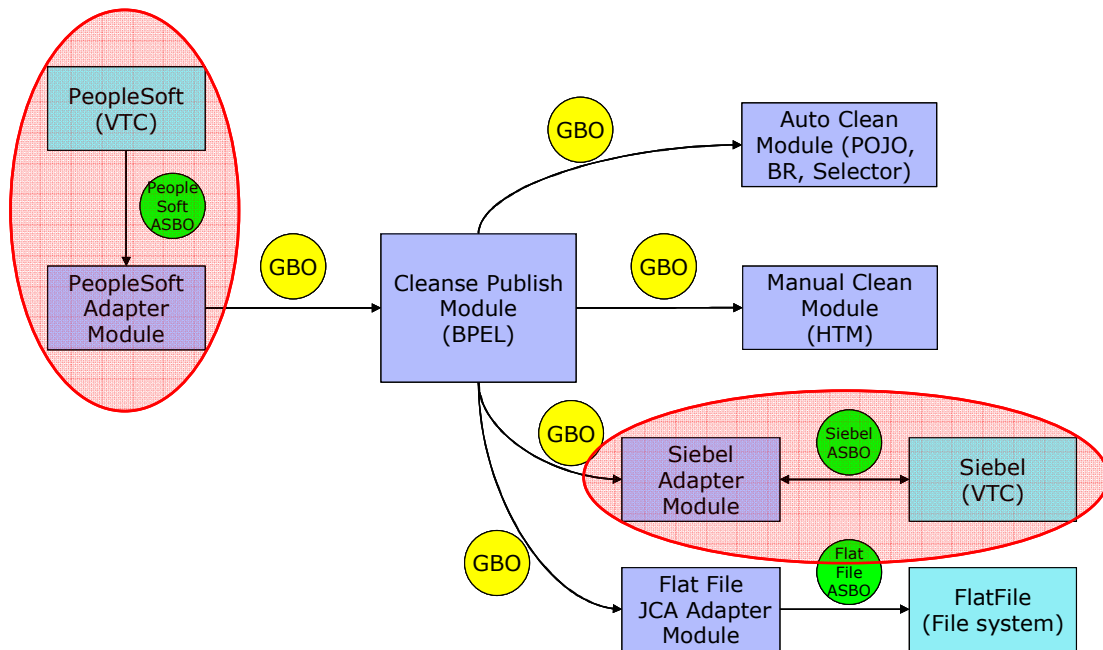 PeopleSoft
(VTC)
People
Soft
ASBO
PeopleSoft
Adapter
Module
GBO
Cleanse Publish
Module
(BPEL)
GBO
Auto Clean
Module (POJO,
BR, Selector)
GBO
Manual Clean
Module
(HTM)
GBO
Siebel
Adapter
Module
Siebel
ASBO
Siebel
(VTC)
GBO
Flat File
JCA Adapter
Module
Flat
File
ASBO
FlatFile
(File system)